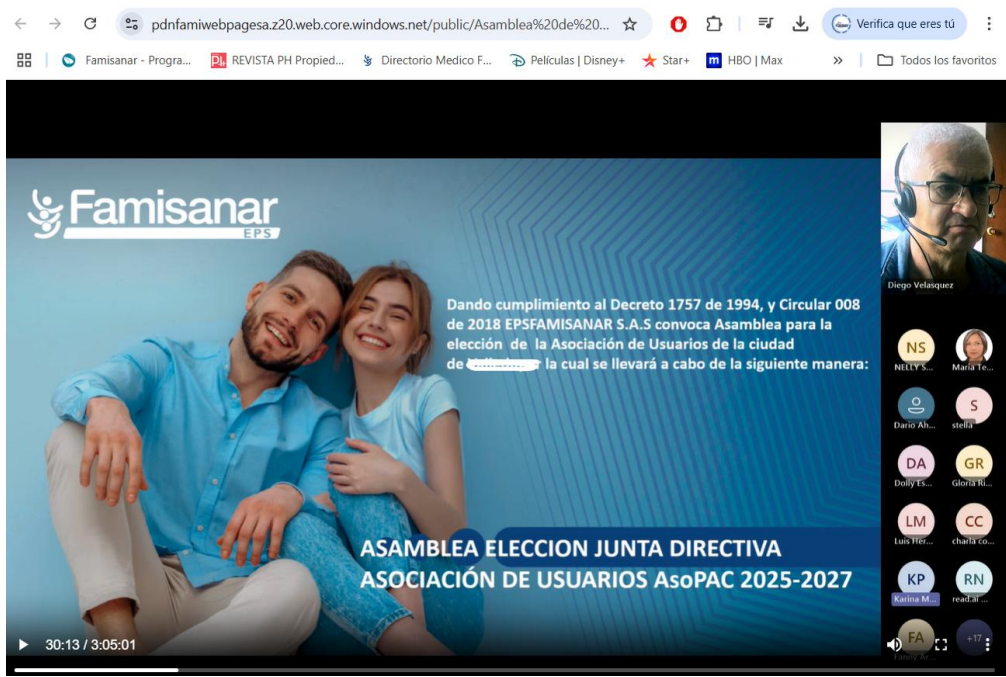 pdnfamiwebpagesa.z20.web.core.windows.net/public/Asamblea%20de%20...
Verifica que eres tú
Famisanar - Progra...
REVISTA PH Propied...
Directorio Medico F...
Películas | Disney+
Star+
HBO | Max
»
Todos los favoritos
Famisanar
EPS
Dando cumplimiento al Decreto 1757 de 1994, y Circular 008
de 2018 EPSFAMISANAR S.A.S convoca Asamblea para la
elección de la Asociación de Usuarios de la ciudad
de la cual se llevará a cabo de la siguiente manera:
ASAMBLEA ELECCION JUNTA DIRECTIVA
ASOCIACIÓN DE USUARIOS AsoPAC 2025-2027
Diego Velasquez
NS
NELLY S...
Maria Te...
Dario Ah...
S
stella
DA
Dolly Es...
GR
Gloria Ri...
LM
Luis Her...
CC
charla co...
KP
Karina M...
RN
read.ai ...
FA
Fanny Ar...
+17
30:13 / 3:05:01